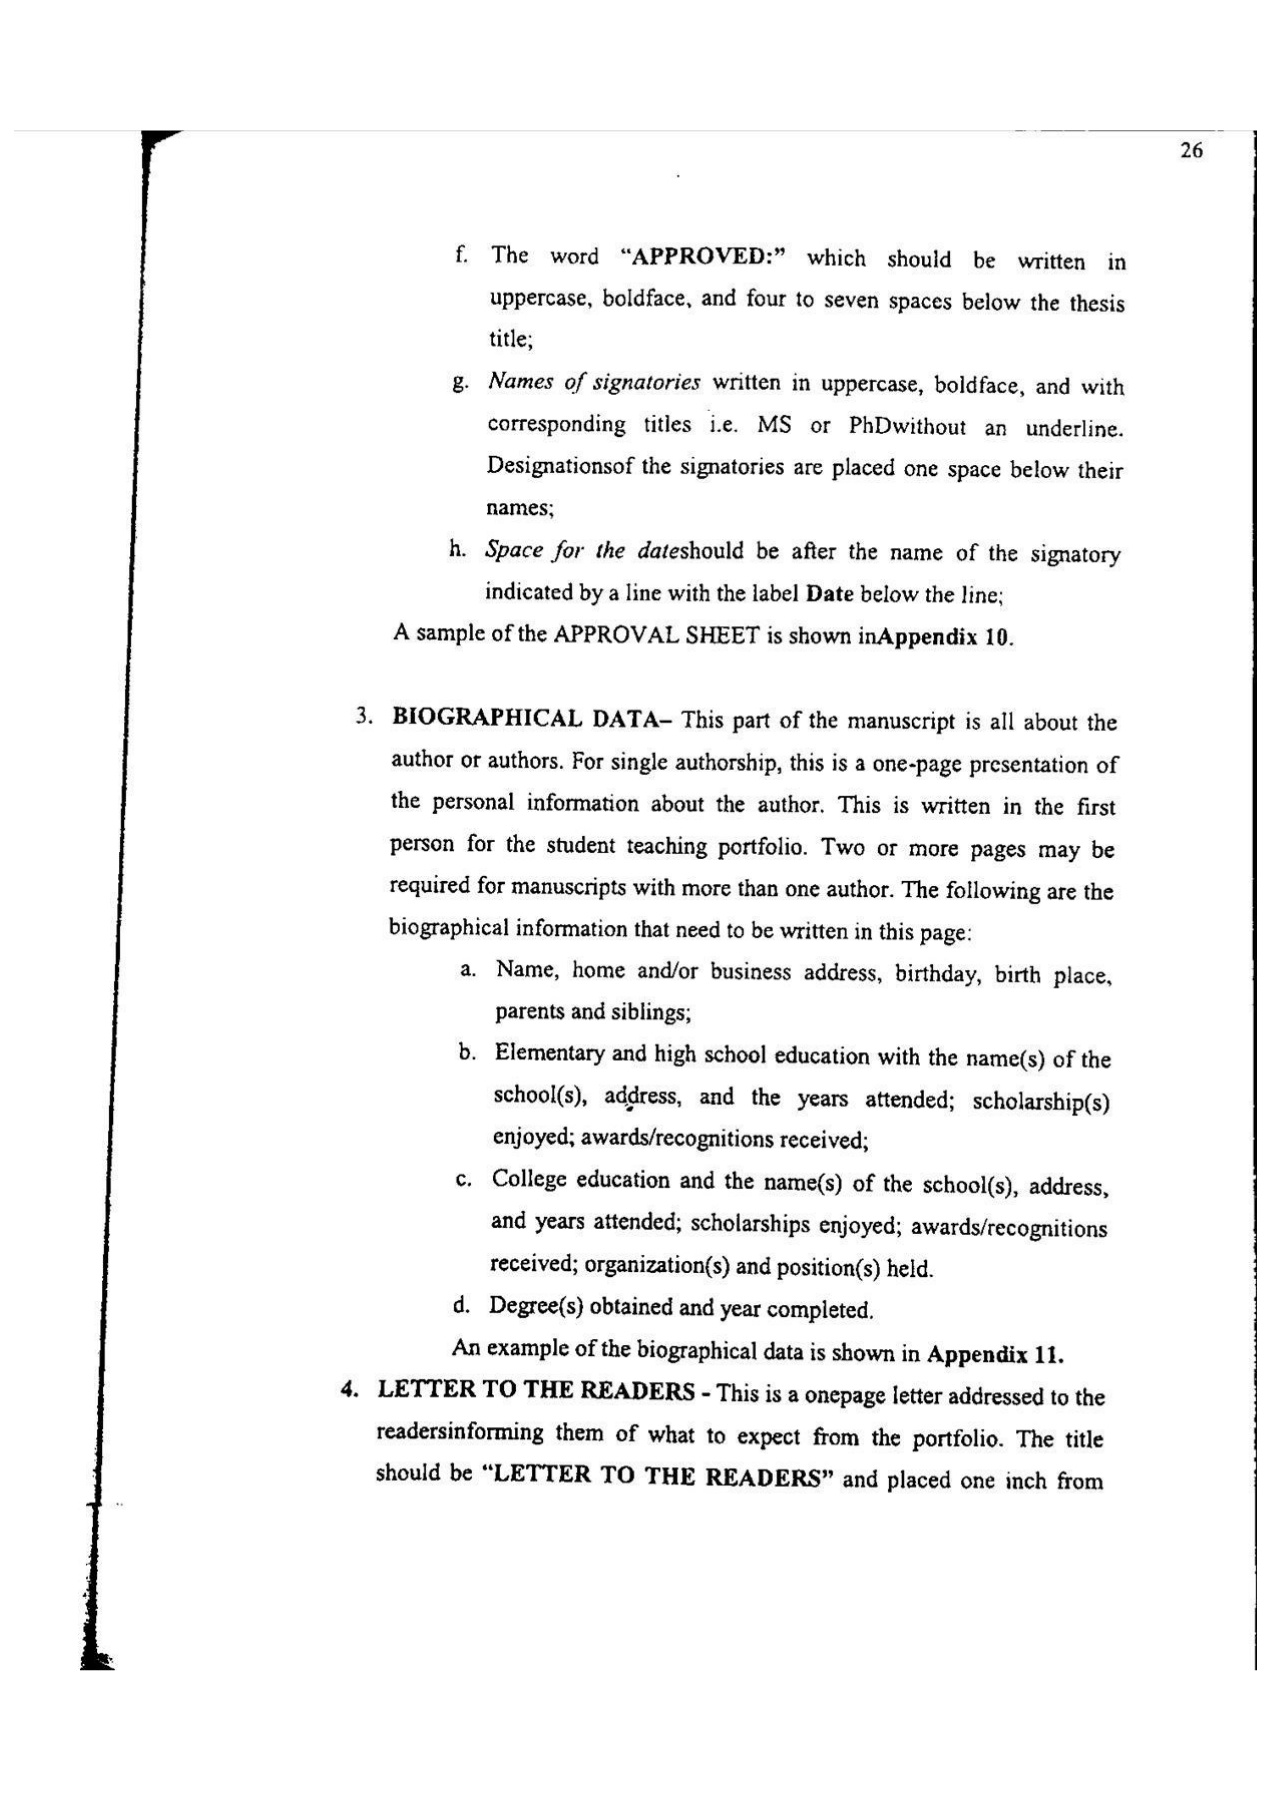 26
f. The word “APPROVED:” which should be written in
uppercase, boldface, and four to seven spaces below the thesis
title;
g. Names of signatories written in uppercase, boldface, and with
corresponding titles i.e. MS or PhDwithout an underline.
Designationsof the signatories are placed one space below their
names;
h. Space for the dateshould be after the name of the signatory
indicated by a line with the label Date below the line;
A sample of the APPROVAL SHEET is shown inAppendix 10.
3. BIOGRAPHICAL DATA– This part of the manuscript is all about the
author or authors. For single authorship, this is a one-page presentation of
the personal information about the author. This is written in the first
person for the student teaching portfolio. Two or more pages may be
required for manuscripts with more than one author. The following are the
biographical information that need to be written in this page:
a. Name, home and/or business address, birthday, birth place,
parents and siblings;
b. Elementary and high school education with the name(s) of the
school(s), address, and the years attended; scholarship(s)
enjoyed; awards/recognitions received;
c. College education and the name(s) of the school(s), address,
and years attended; scholarships enjoyed; awards/recognitions
received; organization(s) and position(s) held.
d. Degree(s) obtained and year completed.
An example of the biographical data is shown in Appendix 11.
4. LETTER TO THE READERS - This is a onepage letter addressed to the
readersinforming them of what to expect from the portfolio. The title
should be “LETTER TO THE READERS” and placed one inch from